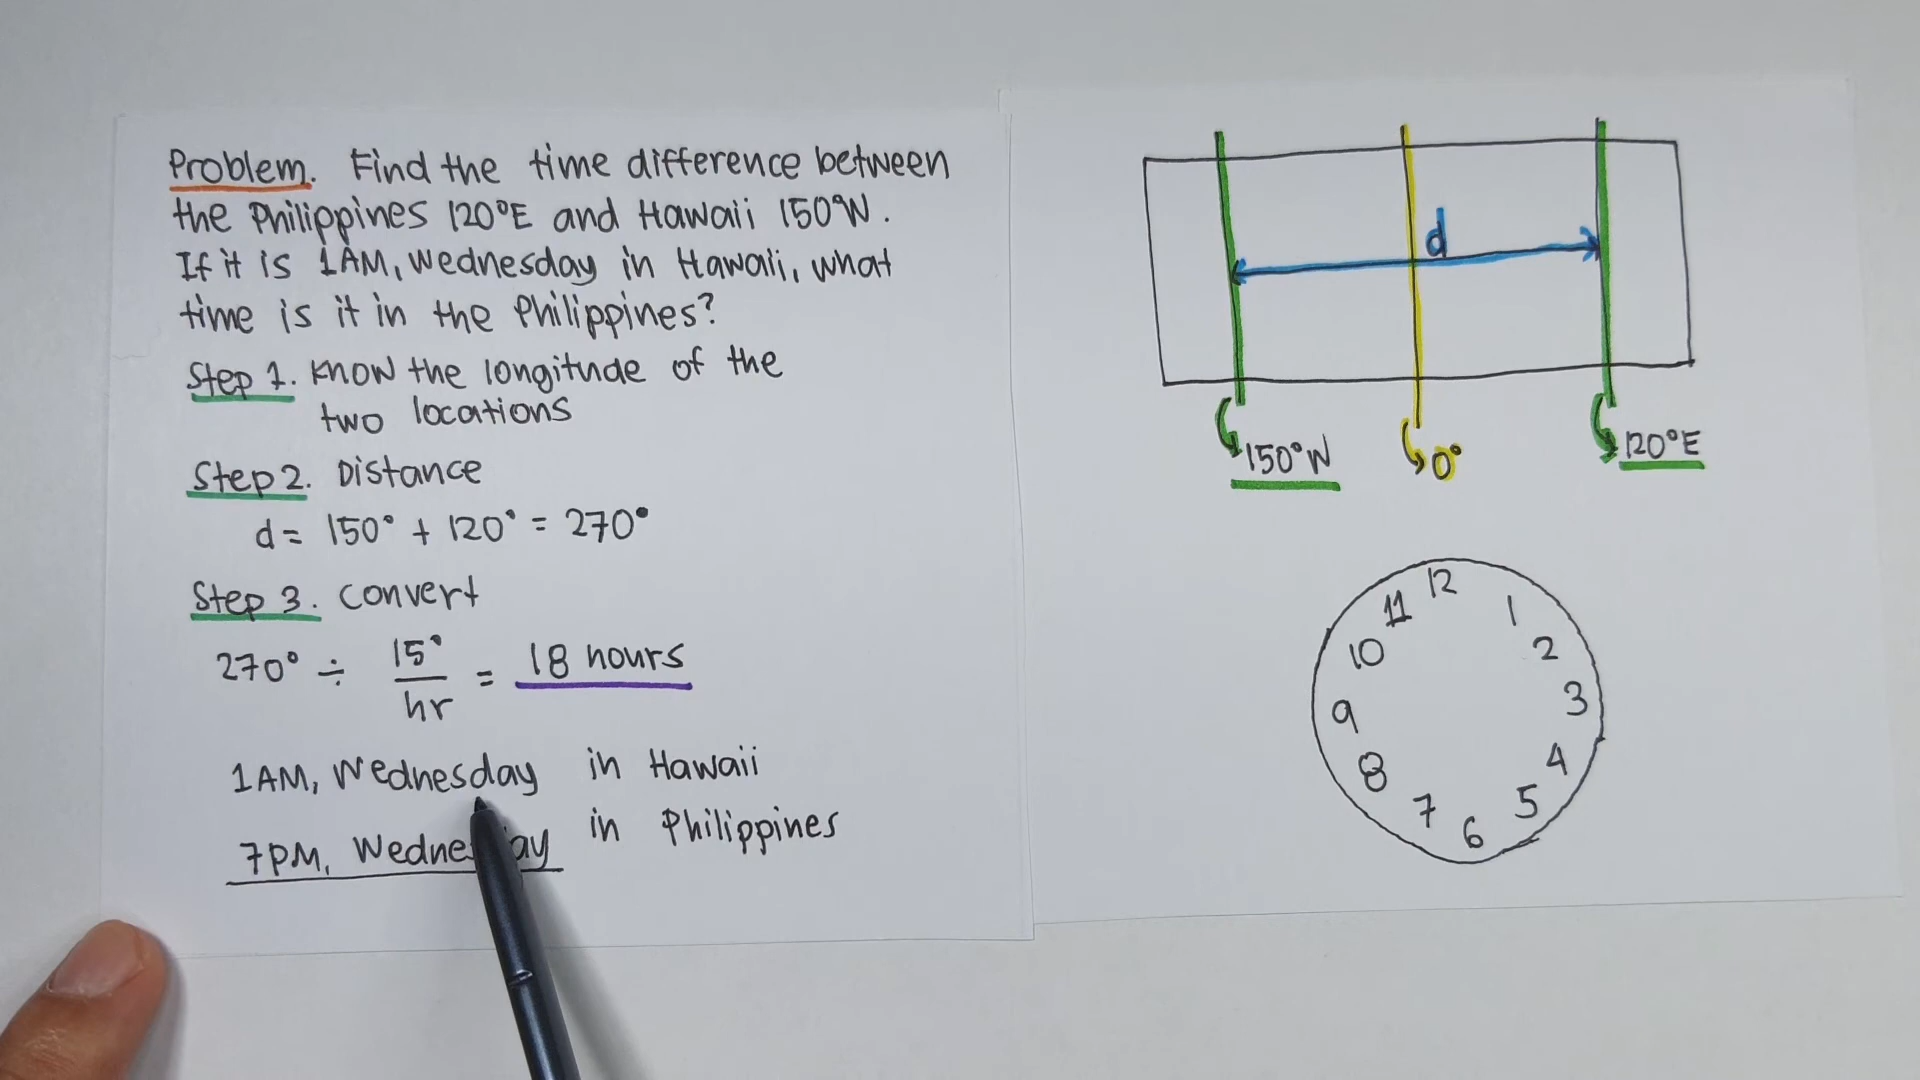 Problem. Find the time difference between
the Philippines 120°E and Hawaii 150°W.
If it is 1AM, Wednesday in Hawaii, what
time is it in the Philippines?
Step 1. Know the longitude of the
two locations
Step 2. Distance
d = 150° + 120° = 270°
Step 3. Convert
270° ÷ 15°/hr = 18 hours
1AM, Wednesday in Hawaii
7PM, Wednesday in Philippines
d
150°W
0°
120°E
12
1
2
3
4
5
6
7
8
9
10
11